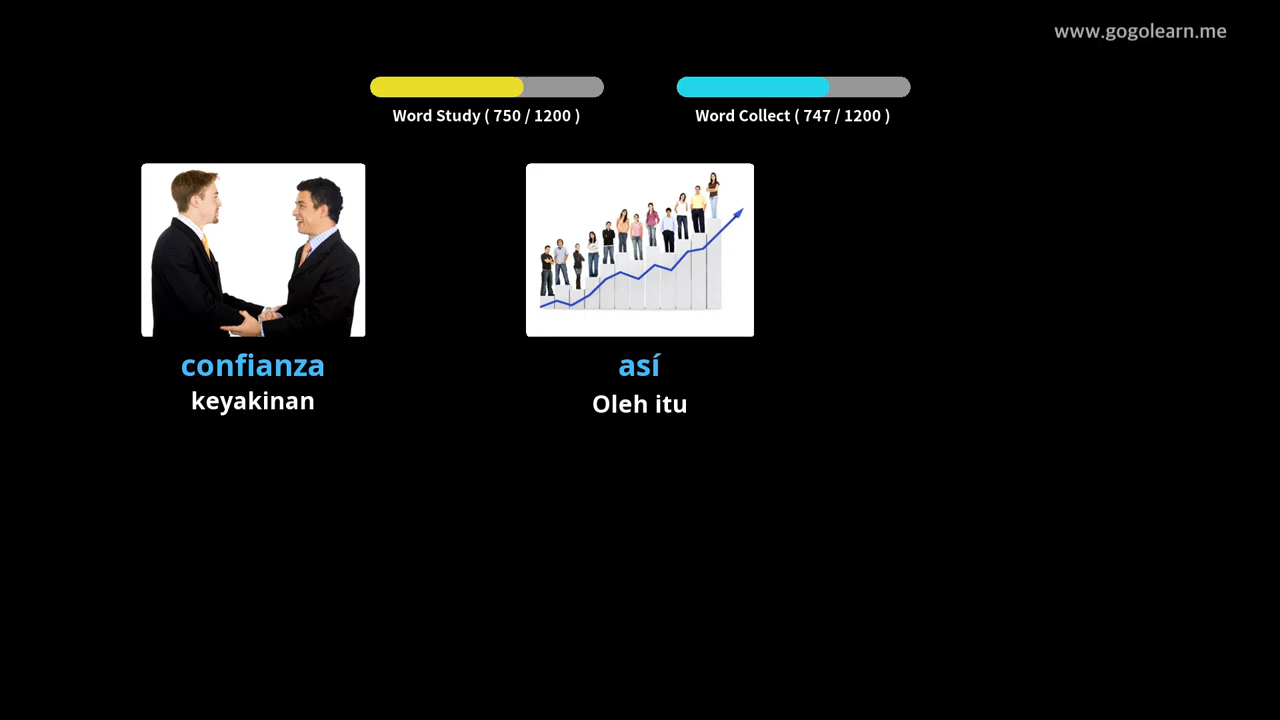 www.gogolearn.me
Word Study ( 750 / 1200 )
Word Collect ( 747 / 1200 )
confianza
keyakinan
así
Oleh itu